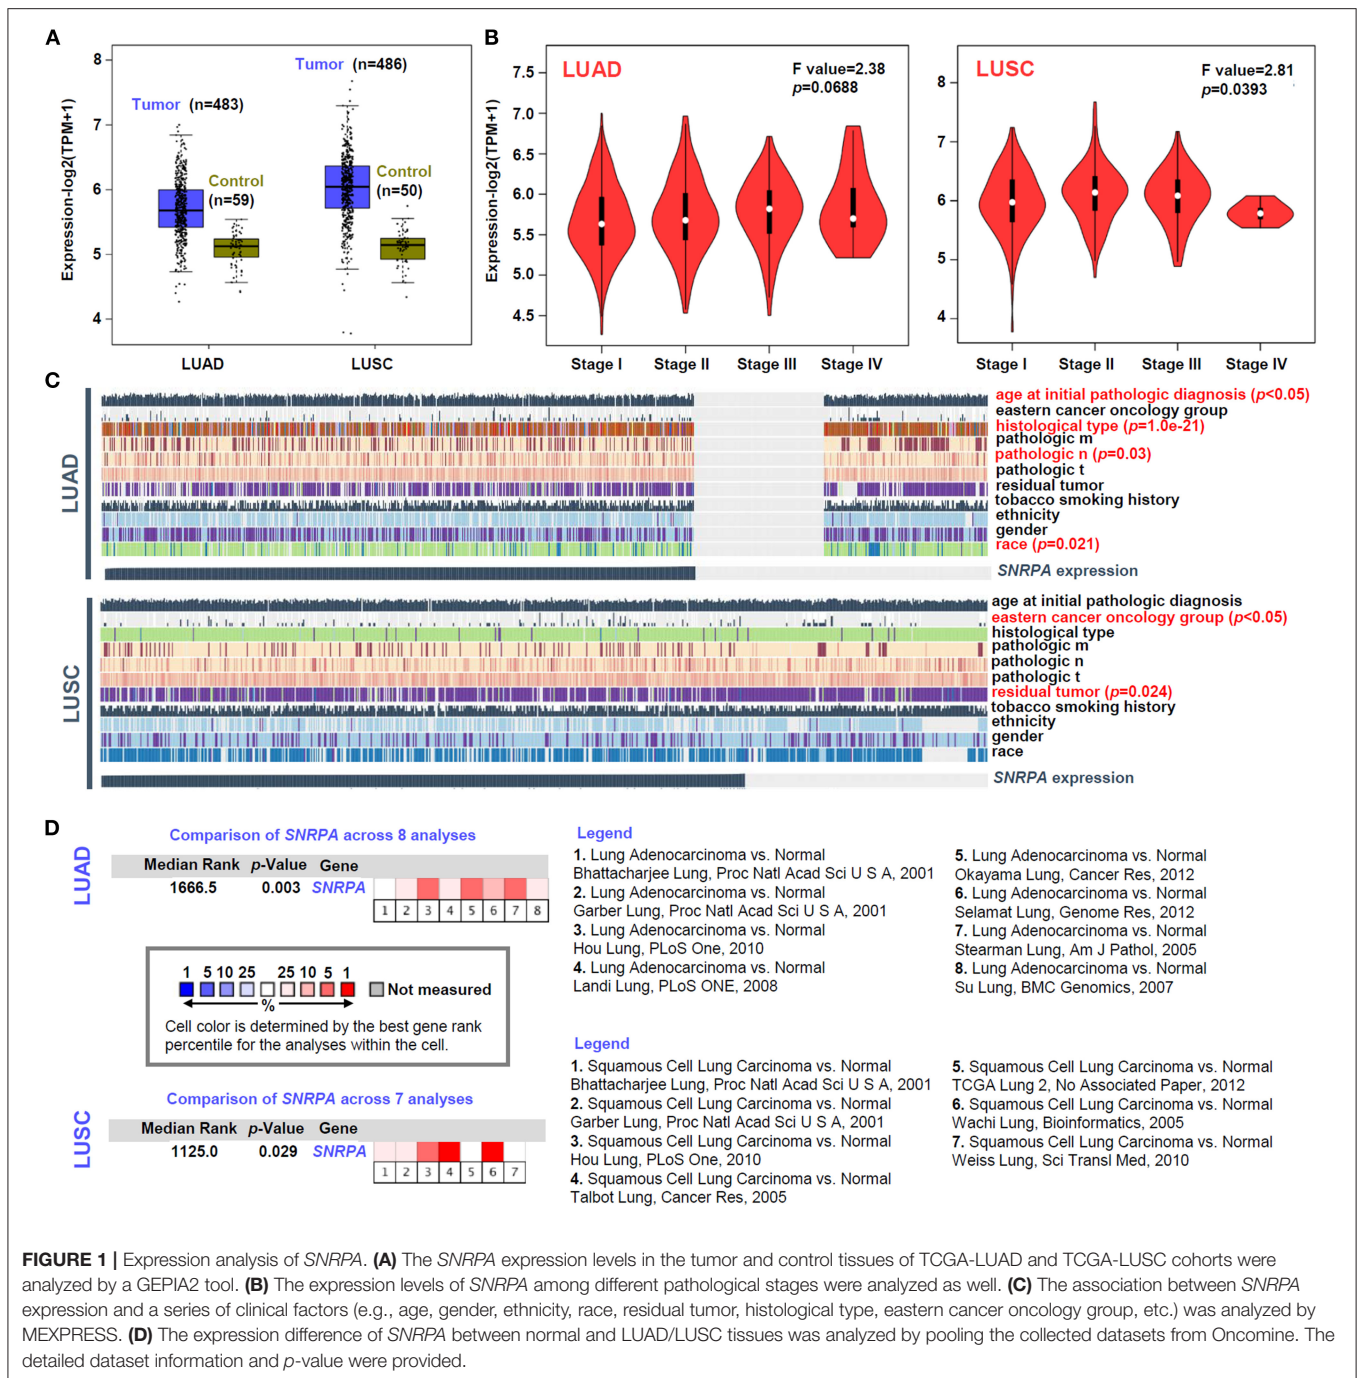 A
Expression-log2(TPM+1)
8
7
6
5
4
Tumor (n=483)
Tumor (n=486)
Control
(n=59)
Control
(n=50)
LUAD
LUSC
B
Expression-log2(TPM+1)
7.5
7.0
6.5
6.0
5.5
5.0
4.5
LUAD
F value=2.38
p=0.0688
Stage I
Stage II
Stage III
Stage IV
8
7
6
5
4
LUSC
F value=2.81
p=0.0393
Stage I
Stage II
Stage III
Stage IV
C
LUAD
age at initial pathologic diagnosis (p<0.05)
eastern cancer oncology group
histological type (p=1.0e-21)
pathologic m
pathologic n (p=0.03)
pathologic t
residual tumor
tobacco smoking history
ethnicity
gender
race (p=0.021)
SNRPA expression
LUSC
age at initial pathologic diagnosis
eastern cancer oncology group (p<0.05)
histological type
pathologic m
pathologic n
pathologic t
residual tumor (p=0.024)
tobacco smoking history
ethnicity
gender
race
SNRPA expression
D
LUAD
Comparison of SNRPA across 8 analyses
Median Rank p-Value Gene
1666.5 0.003 SNRPA
1 2 3 4 5 6 7 8
1 5 10 25 25 10 5 1
Not measured
%
Cell color is determined by the best gene rank
percentile for the analyses within the cell.
Legend
1. Lung Adenocarcinoma vs. Normal
Bhattacharjee Lung, Proc Natl Acad Sci U S A, 2001
2. Lung Adenocarcinoma vs. Normal
Garber Lung, Proc Natl Acad Sci U S A, 2001
3. Lung Adenocarcinoma vs. Normal
Hou Lung, PLoS One, 2010
4. Lung Adenocarcinoma vs. Normal
Landi Lung, PLoS ONE, 2008
5. Lung Adenocarcinoma vs. Normal
Okayama Lung, Cancer Res, 2012
6. Lung Adenocarcinoma vs. Normal
Selamat Lung, Genome Res, 2012
7. Lung Adenocarcinoma vs. Normal
Stearman Lung, Am J Pathol, 2005
8. Lung Adenocarcinoma vs. Normal
Su Lung, BMC Genomics, 2007
LUSC
Comparison of SNRPA across 7 analyses
Median Rank p-Value Gene
1125.0 0.029 SNRPA
1 2 3 4 5 6 7
Legend
1. Squamous Cell Lung Carcinoma vs. Normal
Bhattacharjee Lung, Proc Natl Acad Sci U S A, 2001
2. Squamous Cell Lung Carcinoma vs. Normal
Garber Lung, Proc Natl Acad Sci U S A, 2001
3. Squamous Cell Lung Carcinoma vs. Normal
Hou Lung, PLoS One, 2010
4. Squamous Cell Lung Carcinoma vs. Normal
Talbot Lung, Cancer Res, 2005
5. Squamous Cell Lung Carcinoma vs. Normal
TCGA Lung 2, No Associated Paper, 2012
6. Squamous Cell Lung Carcinoma vs. Normal
Wachi Lung, Bioinformatics, 2005
7. Squamous Cell Lung Carcinoma vs. Normal
Weiss Lung, Sci Transl Med, 2010
FIGURE 1 | Expression analysis of SNRPA. (A) The SNRPA expression levels in the tumor and control tissues of TCGA-LUAD and TCGA-LUSC cohorts were
analyzed by a GEPIA2 tool. (B) The expression levels of SNRPA among different pathological stages were analyzed as well. (C) The association between SNRPA
expression and a series of clinical factors (e.g., age, gender, ethnicity, race, residual tumor, histological type, eastern cancer oncology group, etc.) was analyzed by
MEXPRESS. (D) The expression difference of SNRPA between normal and LUAD/LUSC tissues was analyzed by pooling the collected datasets from Oncomine. The
detailed dataset information and p-value were provided.